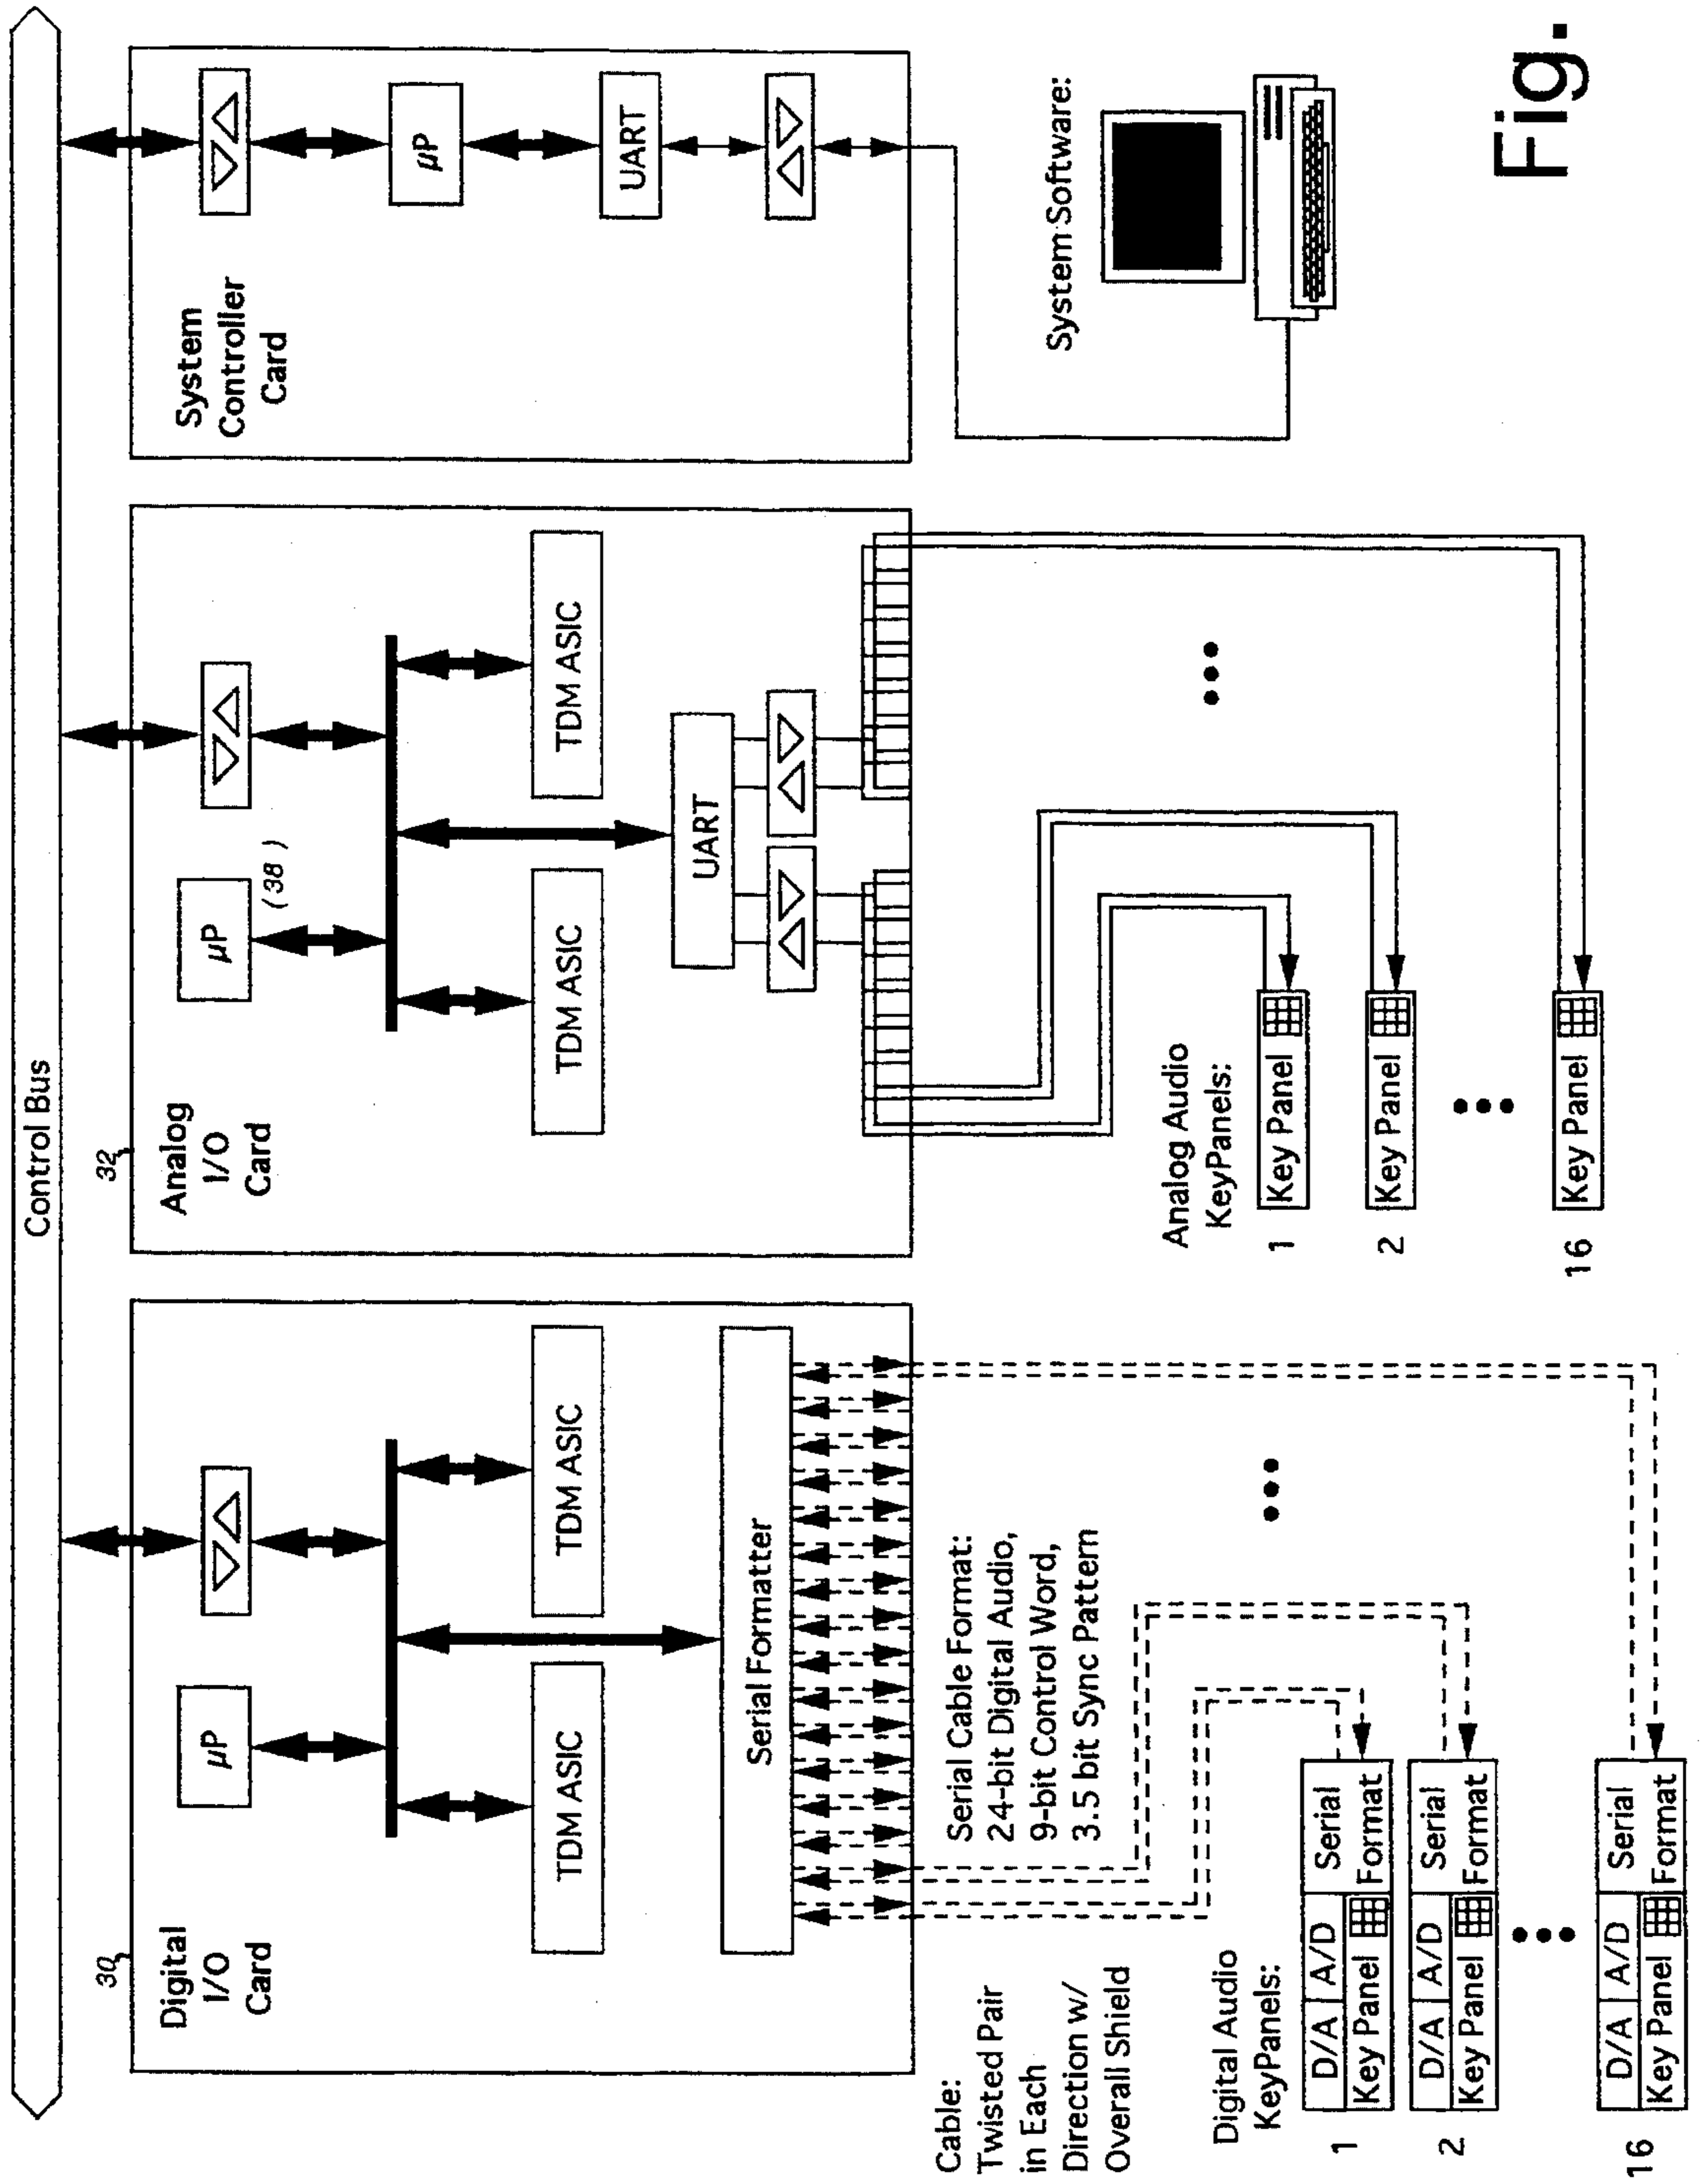 Control Bus
30
Digital
I/O
Card
µP
TDM ASIC
TDM ASIC
Serial Formatter
32
Analog
I/O
Card
µP
(38)
TDM ASIC
TDM ASIC
UART
System
Controller
Card
µP
UART
Cable:
Twisted Pair
in Each
Direction w/
Overall Shield
Serial Cable Format:
24-bit Digital Audio,
9-bit Control Word,
3.5 bit Sync Pattern
Digital Audio
KeyPanels:
1
D/A A/D
Key Panel
Serial
Format
2
D/A A/D
Key Panel
Serial
Format
16
D/A A/D
Key Panel
Serial
Format
Analog Audio
KeyPanels:
1
Key Panel
2
Key Panel
16
Key Panel
System Software:
Fig.